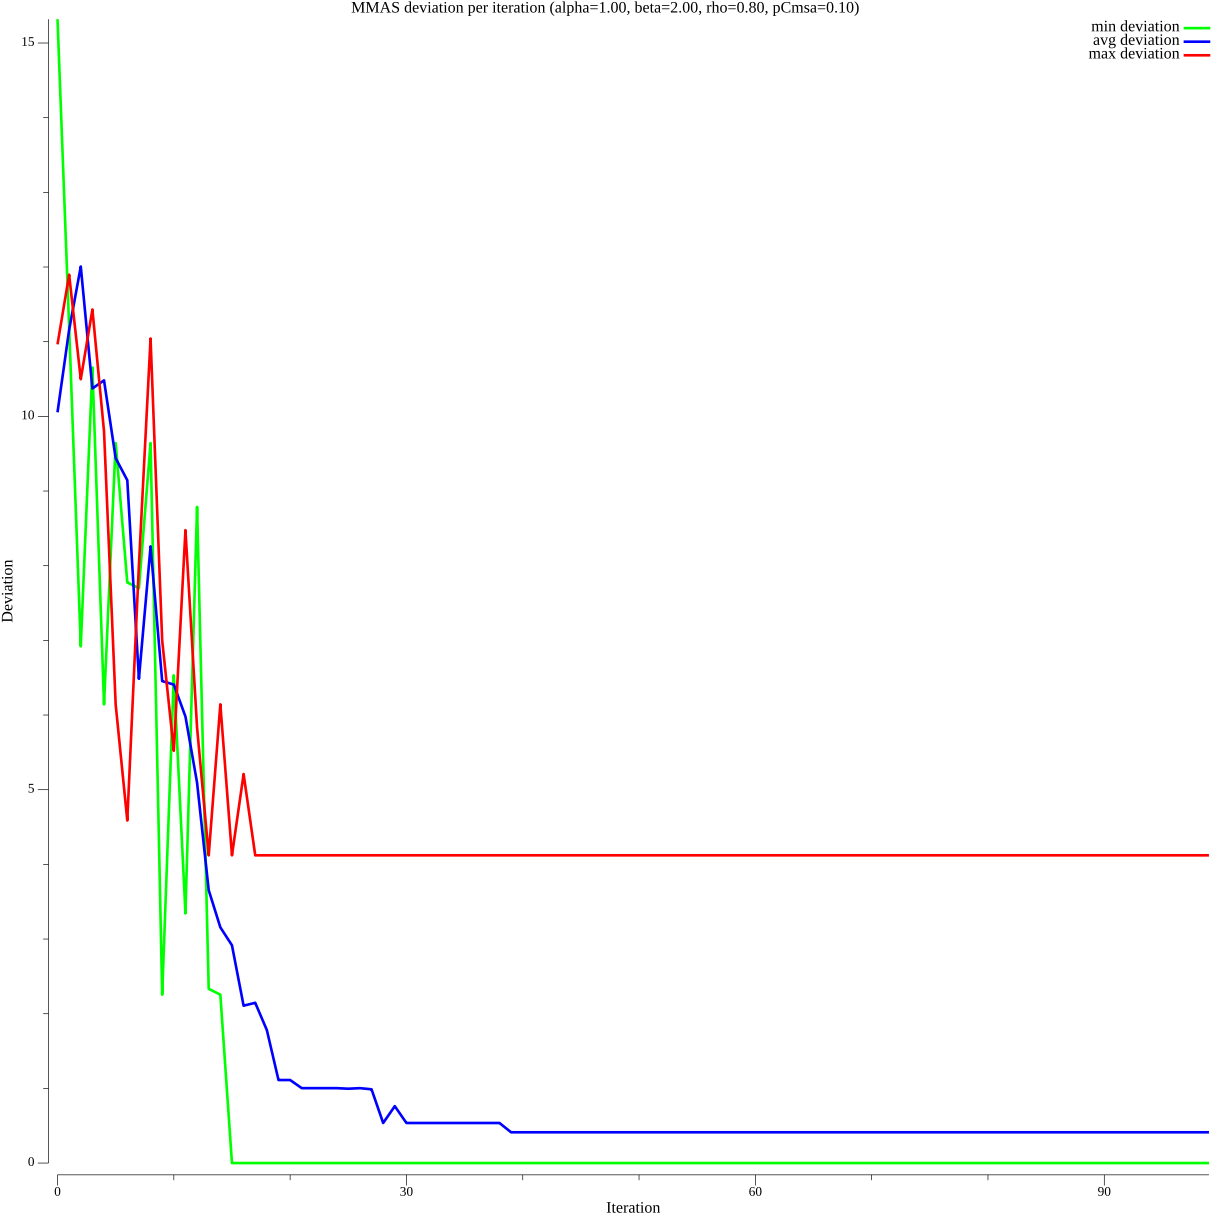 MMAS deviation per iteration (alpha=1.00, beta=2.00, rho=0.80, pCmsa=0.10)
min deviation
avg deviation
max deviation
15
10
5
0
Deviation
0 30 60 90
Iteration